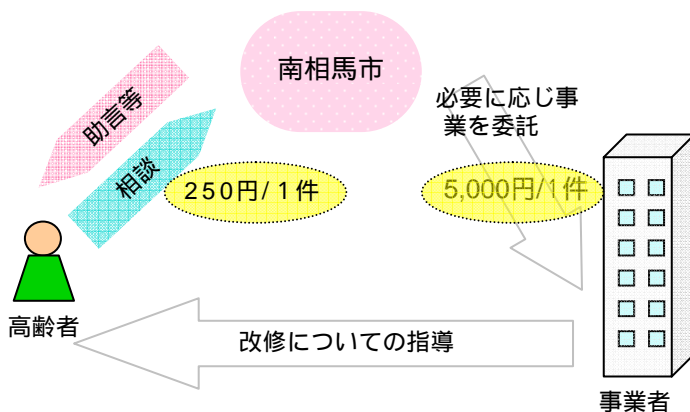 南相馬市
助言等
相談
必要に応じ事
業を委託
250円/1件
5,000円/1件
高齢者
改修についての指導
事業者